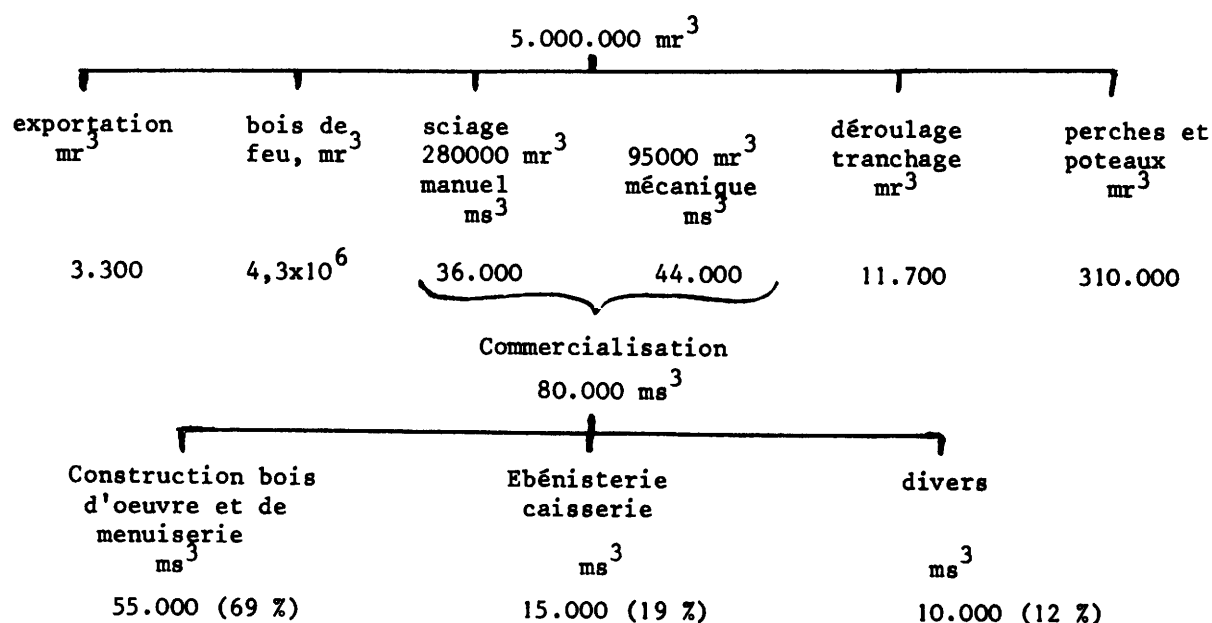 5.000.000 mr³
exportation
mr³
bois de
feu, mr³
sciage
280000 mr³
manuel
ms³
95000 mr³
mécanique
ms³
déroulage
tranchage
mr³
perches et
poteaux
mr³
3.300 4,3x10⁶ 36.000 44.000 11.700 310.000
Commercialisation
80.000 ms³
Construction bois
d'oeuvre et de
menuiserie
ms³
Ebénisterie
caisserie
ms³
divers
ms³
55.000 (69 %) 15.000 (19 %) 10.000 (12 %)